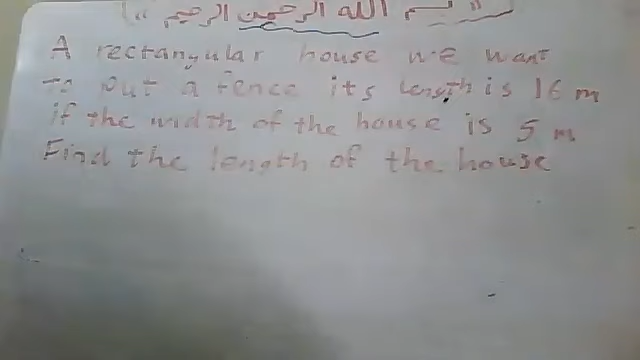 « بسم الله الرحمن الرحيم »
A rectangular house we want
to put a fence its length is 16 m
if the width of the house is 5 m
Find the length of the house